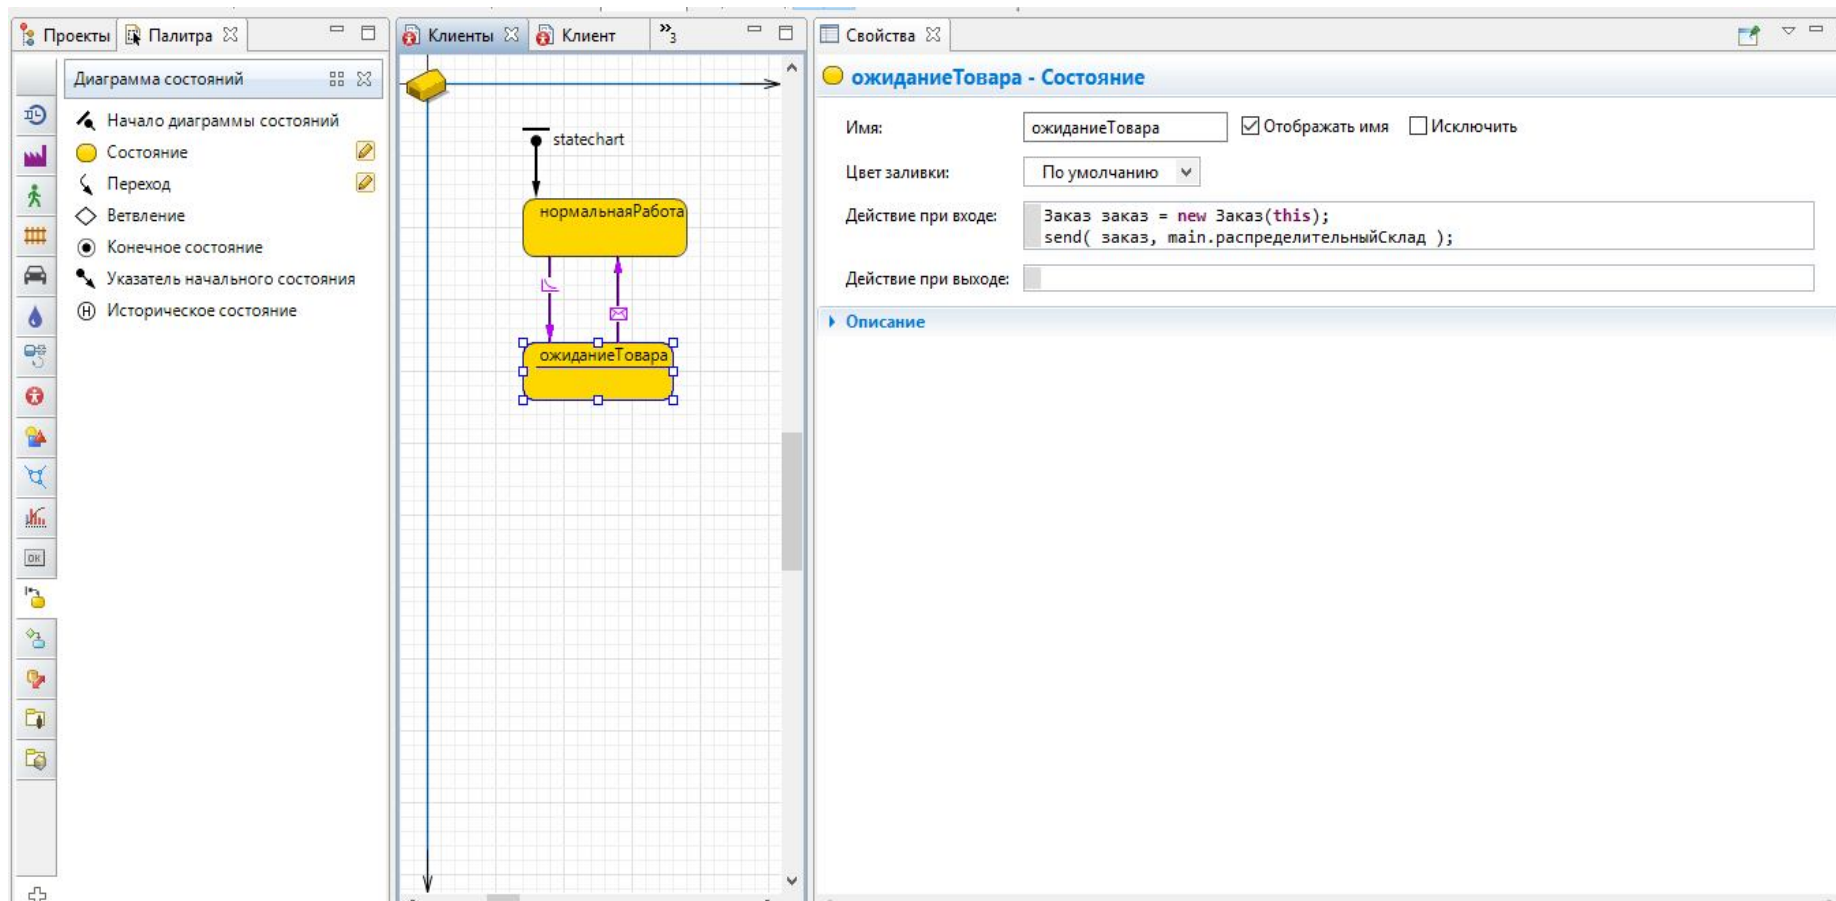 Проекты
Палитра
Диаграмма состояний
Начало диаграммы состояний
Состояние
Переход
Ветвление
Конечное состояние
Указатель начального состояния
H Историческое состояние
OK
Клиенты
Клиент
»3
statechart
нормальнаяРабота
ожиданиеТовара
Свойства
ожиданиеТовара - Состояние
Имя: ожиданиеТовара Отображать имя Исключить
Цвет заливки: По умолчанию
Действие при входе: Заказ заказ = new Заказ(this);
send( заказ, main.распределительныйСклад );
Действие при выходе:
Описание